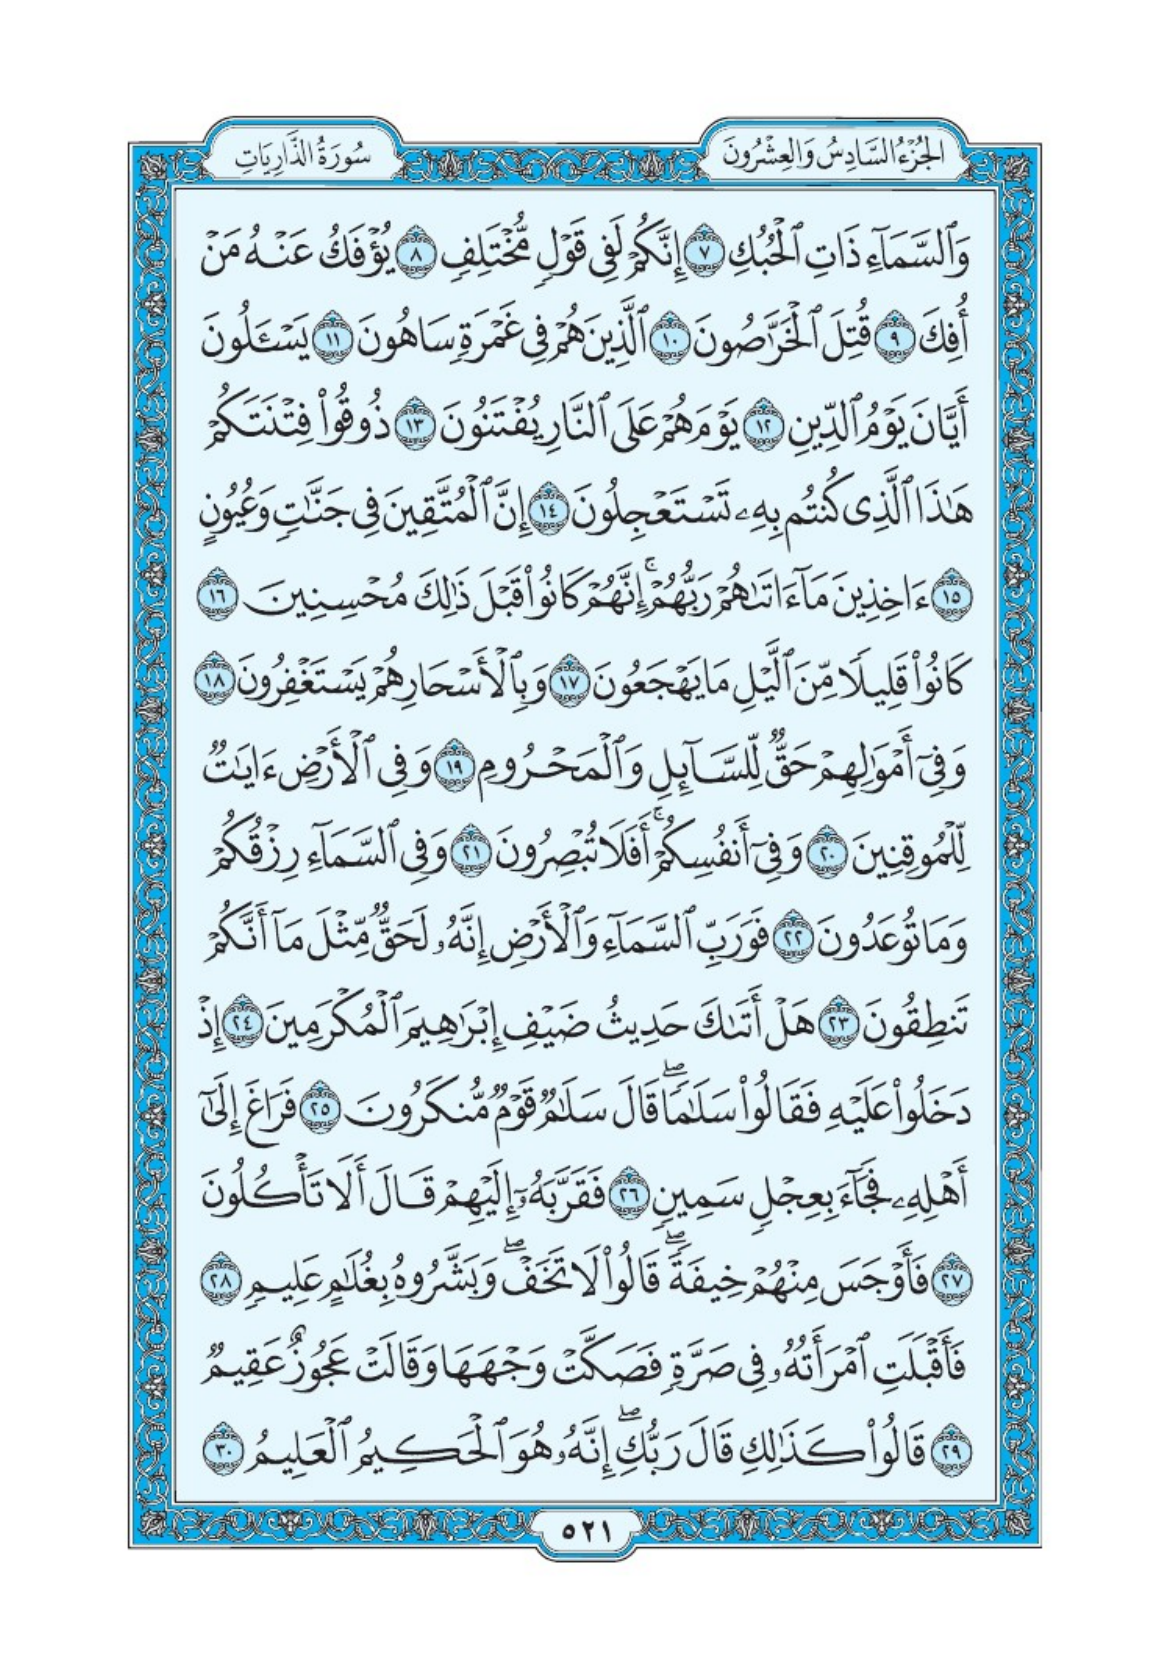 الجُزْءُ السَّادِسُ وَالعِشْرُونَ
سُورَةُ الذَّارِيَاتِ
وَٱلسَّمَآءِ ذَاتِ ٱلْحُبُكِ ٧ إِنَّكُمْ لَفِى قَوْلٍ مُّخْتَلِفٍ ٨ يُؤْفَكُ عَنْهُ مَنْ
أُفِكَ ٩ قُتِلَ ٱلْخَرَّٰصُونَ ١٠ ٱلَّذِينَ هُمْ فِى غَمْرَةٍ سَاهُونَ ١١ يَسْـَٔلُونَ
أَيَّانَ يَوْمُ ٱلدِّينِ ١٢ يَوْمَ هُمْ عَلَى ٱلنَّارِ يُفْتَنُونَ ١٣ ذُوقُوا۟ فِتْنَتَكُمْ
هَٰذَا ٱلَّذِى كُنتُم بِهِۦ تَسْتَعْجِلُونَ ١٤ إِنَّ ٱلْمُتَّقِينَ فِى جَنَّٰتٍ وَعُيُونٍ
١٥ ءَاخِذِينَ مَآ ءَاتَىٰهُمْ رَبُّهُمْ ۚ إِنَّهُمْ كَانُوا۟ قَبْلَ ذَٰلِكَ مُحْسِنِينَ ١٦
كَانُوا۟ قَلِيلًا مِّنَ ٱلَّيْلِ مَا يَهْجَعُونَ ١٧ وَبِٱلْأَسْحَارِ هُمْ يَسْتَغْفِرُونَ ١٨
وَفِىٓ أَمْوَٰلِهِمْ حَقٌّ لِّلسَّآئِلِ وَٱلْمَحْرُومِ ١٩ وَفِى ٱلْأَرْضِ ءَايَٰتٌ
لِّلْمُوقِنِينَ ٢٠ وَفِىٓ أَنفُسِكُمْ ۚ أَفَلَا تُبْصِرُونَ ٢١ وَفِى ٱلسَّمَآءِ رِزْقُكُمْ
وَمَا تُوعَدُونَ ٢٢ فَوَرَبِّ ٱلسَّمَآءِ وَٱلْأَرْضِ إِنَّهُۥ لَحَقٌّ مِّثْلَ مَآ أَنَّكُمْ
تَنطِقُونَ ٢٣ هَلْ أَتَىٰكَ حَدِيثُ ضَيْفِ إِبْرَٰهِيمَ ٱلْمُكْرَمِينَ ٢٤ إِذْ
دَخَلُوا۟ عَلَيْهِ فَقَالُوا۟ سَلَٰمًا ۖ قَالَ سَلَٰمٌ قَوْمٌ مُّنكَرُونَ ٢٥ فَرَاغَ إِلَىٰٓ
أَهْلِهِۦ فَجَآءَ بِعِجْلٍ سَمِينٍ ٢٦ فَقَرَّبَهُۥٓ إِلَيْهِمْ قَالَ أَلَا تَأْكُلُونَ
٢٧ فَأَوْجَسَ مِنْهُمْ خِيفَةً ۖ قَالُوا۟ لَا تَخَفْ ۖ وَبَشَّرُوهُ بِغُلَٰمٍ عَلِيمٍ ٢٨
فَأَقْبَلَتِ ٱمْرَأَتُهُۥ فِى صَرَّةٍ فَصَكَّتْ وَجْهَهَا وَقَالَتْ عَجُوزٌ عَقِيمٌ
٢٩ قَالُوا۟ كَذَٰلِكِ قَالَ رَبُّكِ ۖ إِنَّهُۥ هُوَ ٱلْحَكِيمُ ٱلْعَلِيمُ ٣٠
٥٢١